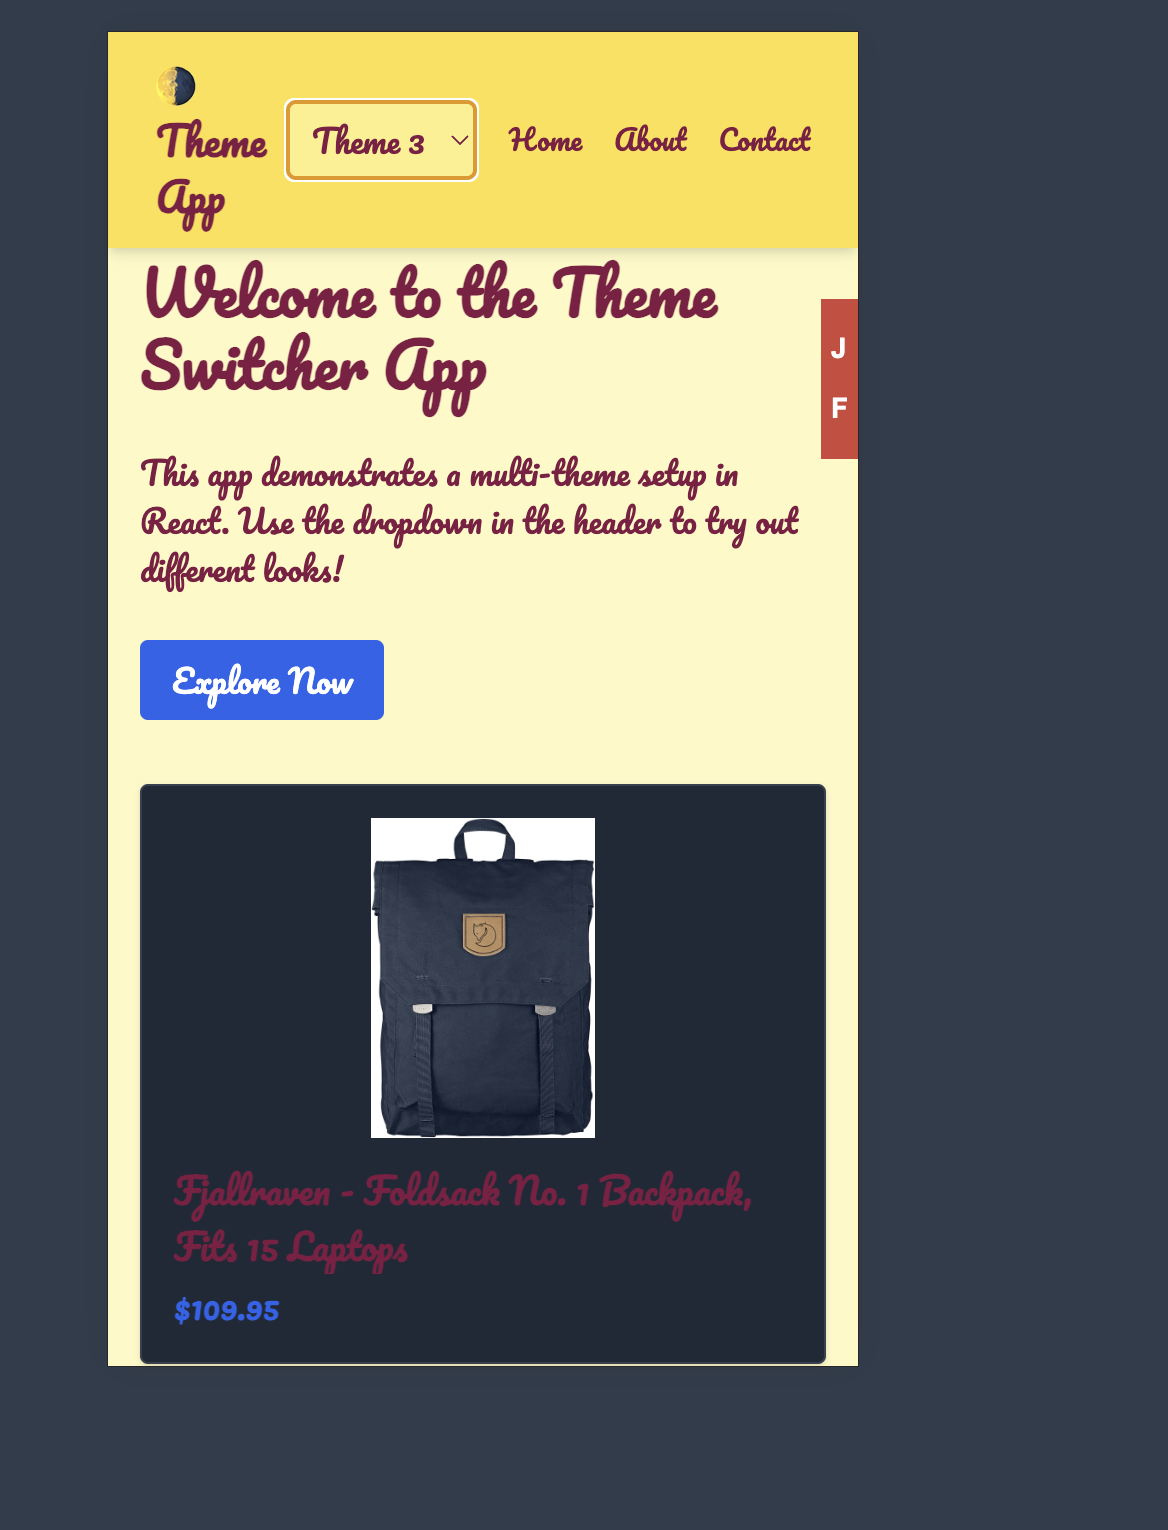 Theme
App
Theme 3
Home
About
Contact
Welcome to the Theme
Switcher App
J
F
This app demonstrates a multi-theme setup in
React. Use the dropdown in the header to try out
different looks!
Explore Now
Fjallraven - Foldsack No. 1 Backpack,
Fits 15 Laptops
$109.95